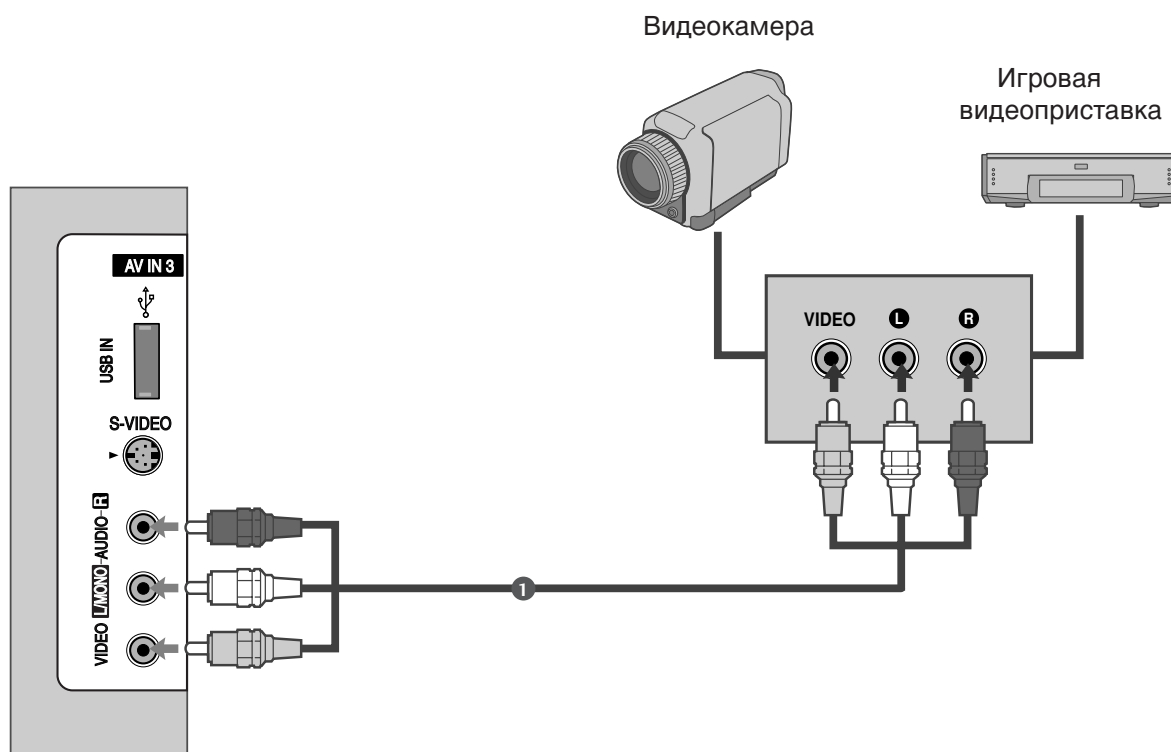 Видеокамера
Игровая
видеоприставка
AV IN 3
USB IN
S-VIDEO
VIDEO L/MONO-AUDIO-R
VIDEO L R
1